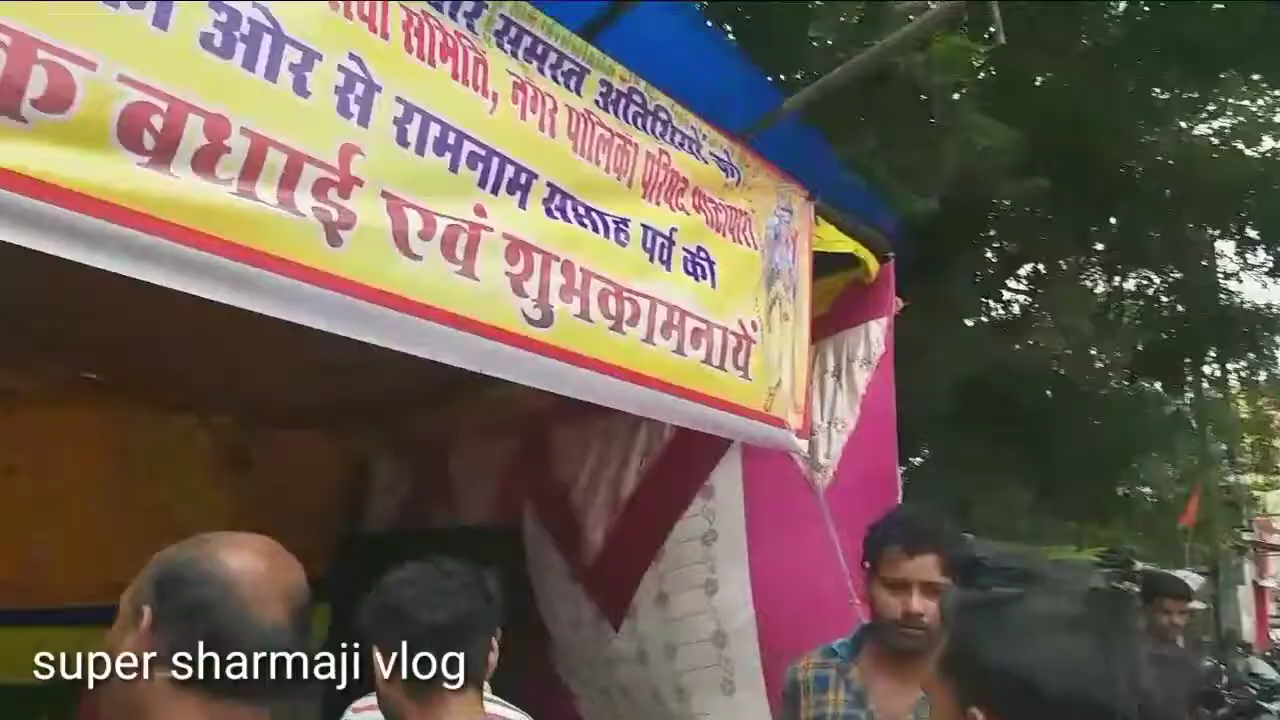 समस्त अतिथियों को
समिति, नगर पालिका परिषद भाटापारा
ओर से रामनाम सप्ताह पर्व की
बधाई एवं शुभकामनायें
super sharmaji vlog